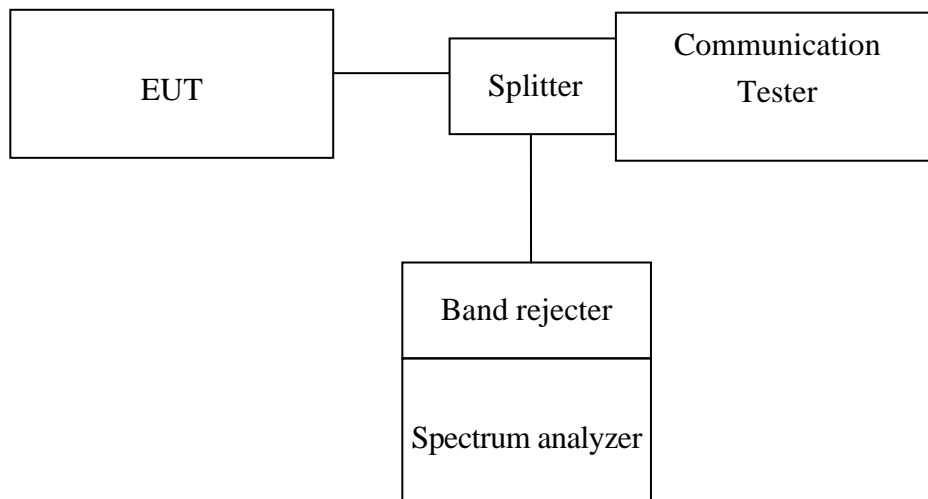 EUT
Splitter
Communication
Tester
Band rejecter
Spectrum analyzer